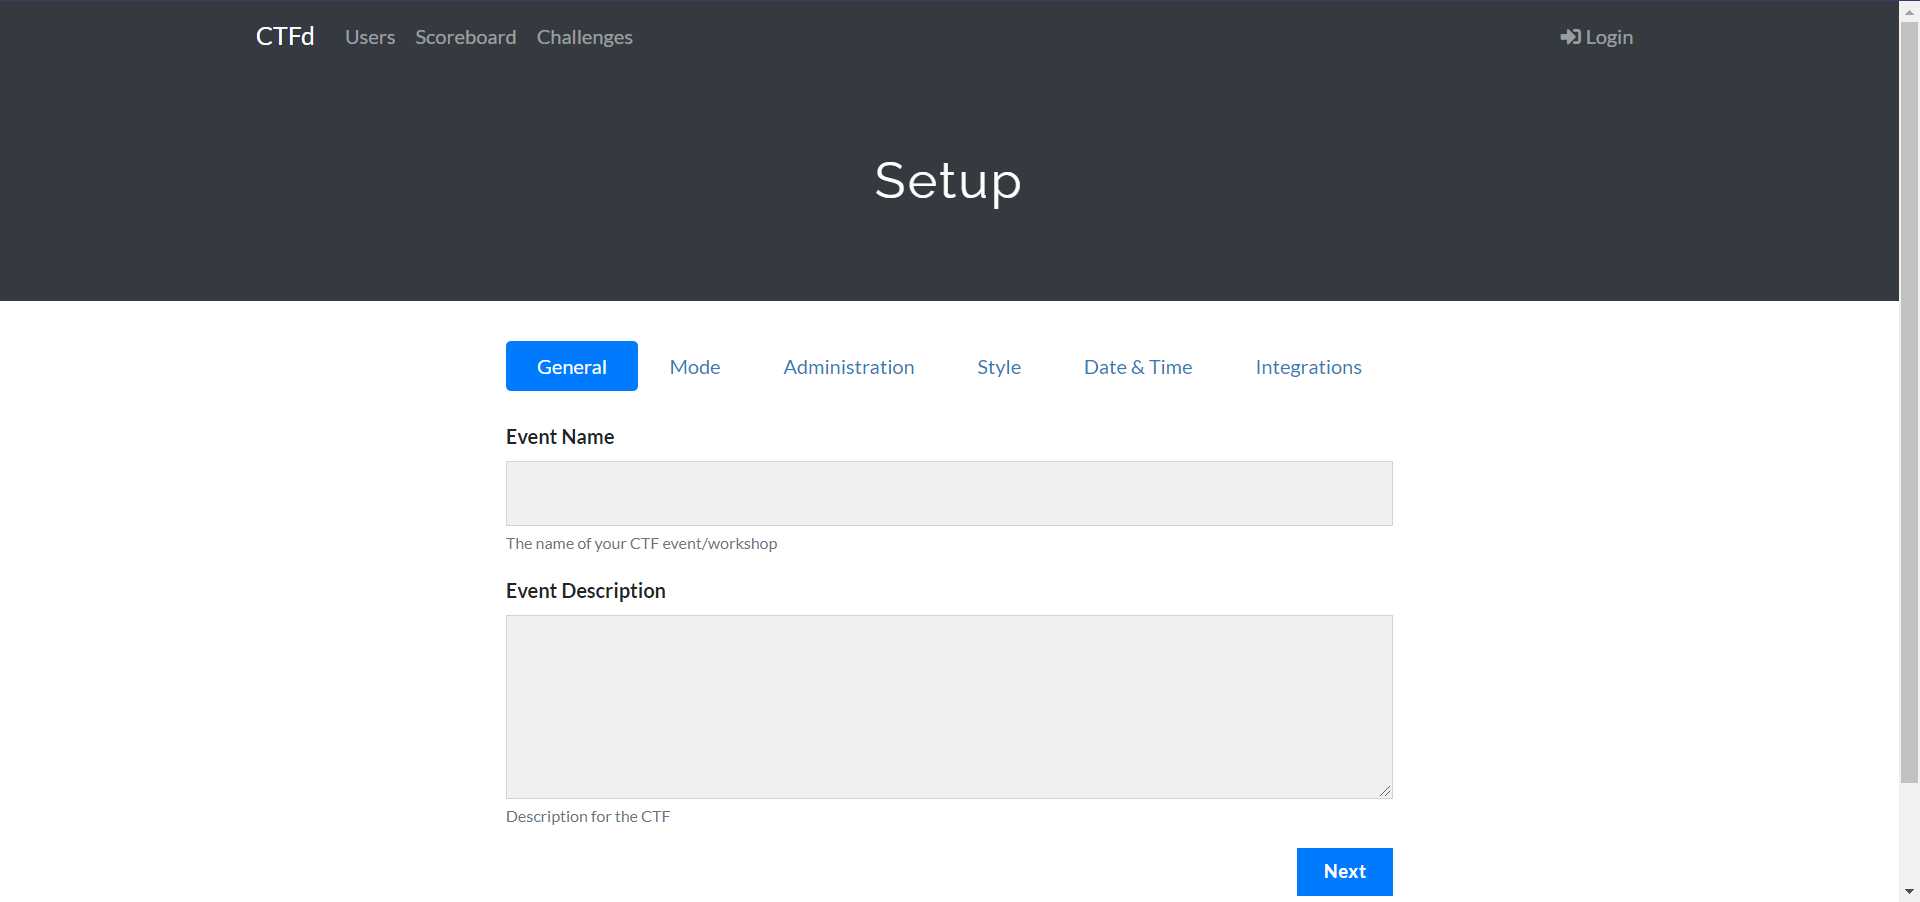 CTFd Users Scoreboard Challenges Login
Setup
General Mode Administration Style Date & Time Integrations
Event Name
The name of your CTF event/workshop
Event Description
Description for the CTF
Next